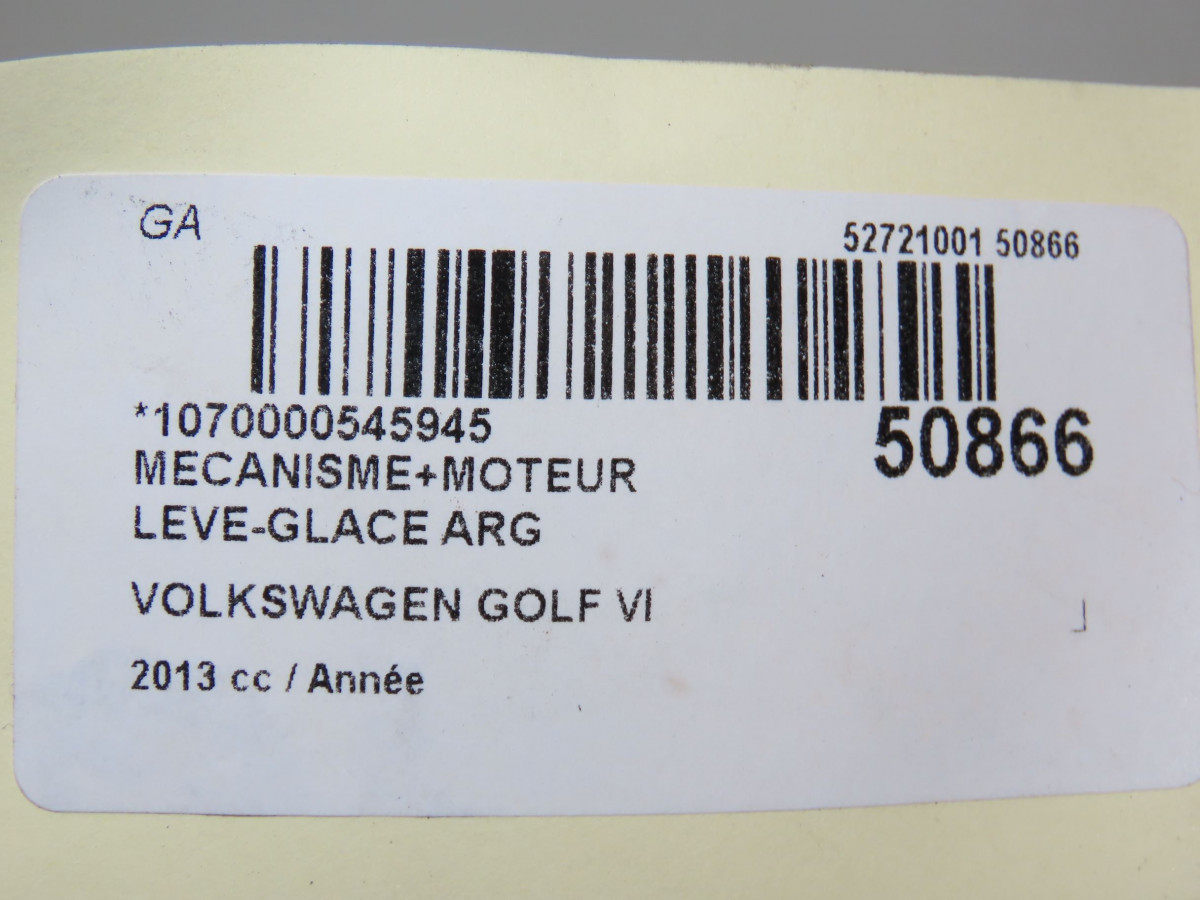 GA
52721001 50866
*1070000545945
50866
MECANISME+MOTEUR
LEVE-GLACE ARG
VOLKSWAGEN GOLF VI
2013 cc / Année